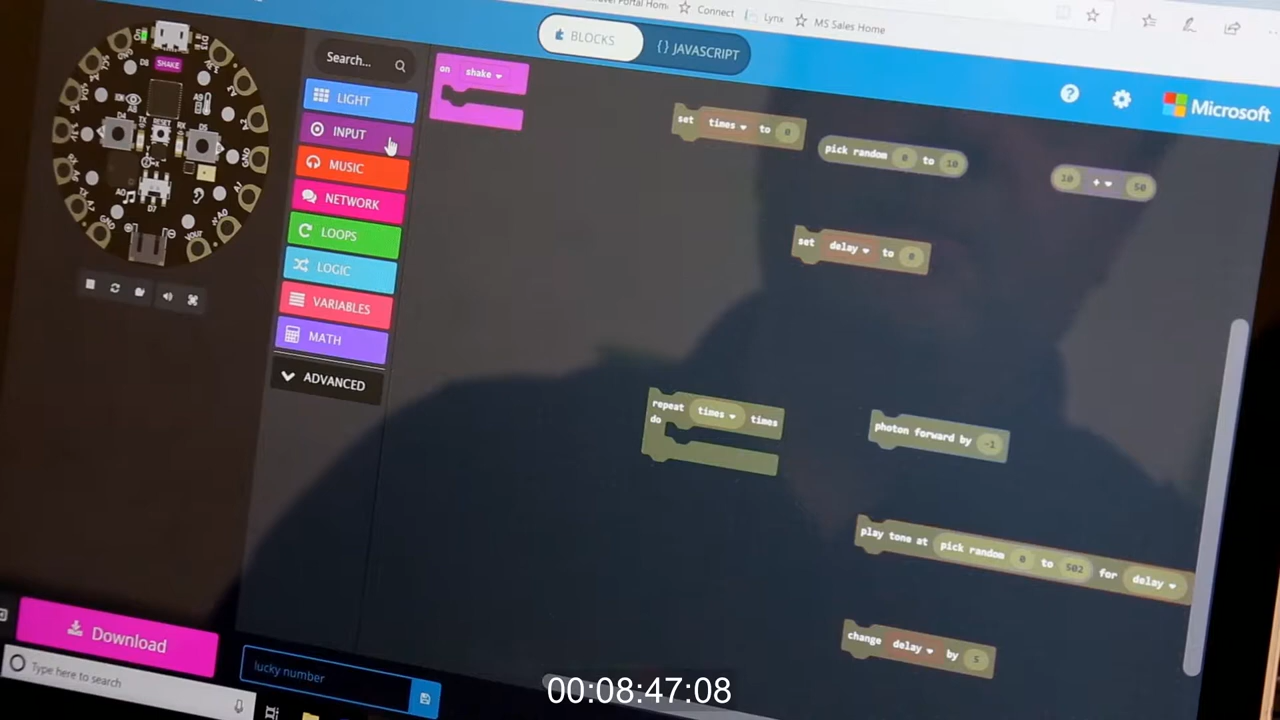 Connect
Lynx
MS Sales Home
BLOCKS
{ } JAVASCRIPT
Microsoft
Search...
LIGHT
INPUT
MUSIC
NETWORK
LOOPS
LOGIC
VARIABLES
MATH
ADVANCED
SHAKE
on shake
set times to 0
pick random 0 to 10
10 + 50
set delay to 0
repeat times times
do
photon forward by -1
play tone at pick random 0 to 502 for delay
change delay by 5
Download
lucky number
Type here to search
00:08:47:08